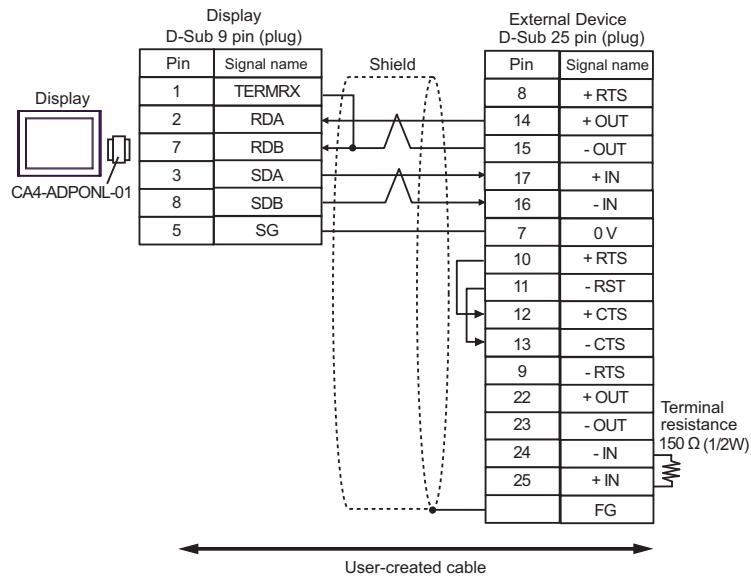 Display
D-Sub 9 pin (plug)
External Device
D-Sub 25 pin (plug)
Pin Signal name
1 TERMRX
2 RDA
7 RDB
3 SDA
8 SDB
5 SG
Shield
Display
CA4-ADPONL-01
Pin Signal name
8 + RTS
14 + OUT
15 - OUT
17 + IN
16 - IN
7 0 V
10 + RTS
11 - RST
12 + CTS
13 - CTS
9 - RTS
22 + OUT
23 - OUT
24 - IN
25 + IN
FG
Terminal
resistance
150 Ω (1/2W)
User-created cable